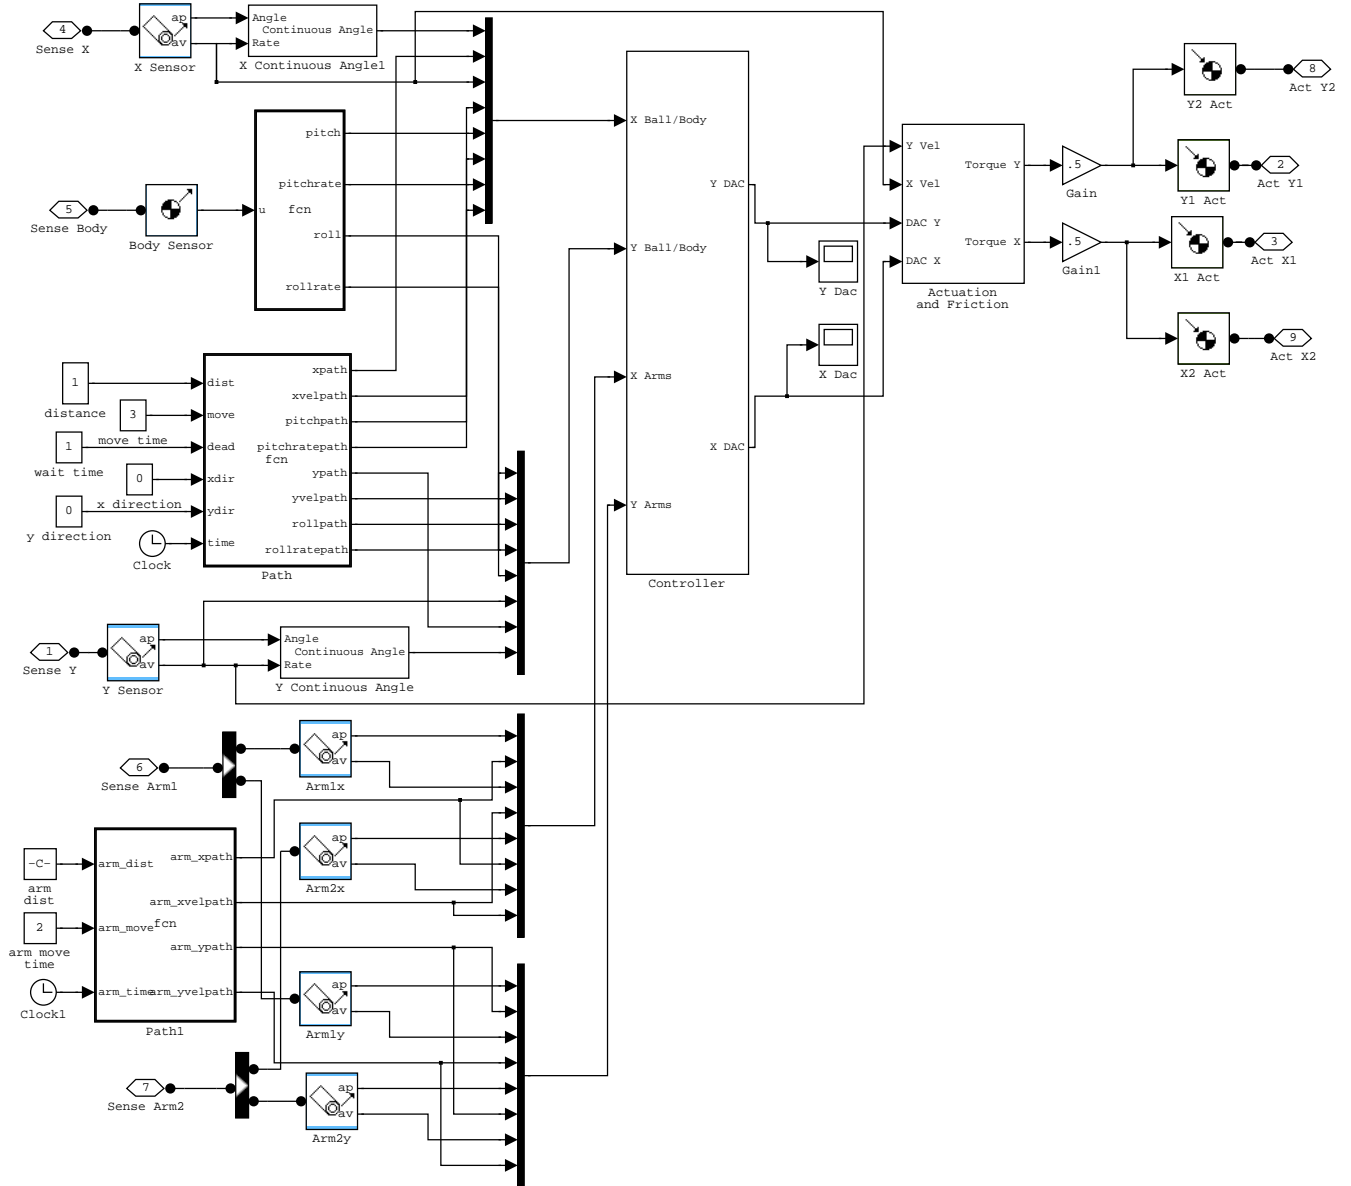 4
Sense X
ap
av
X Sensor
Angle
Continuous Angle
Rate
X Continuous Angle1
8
Act Y2
Y2 Act
pitch
pitchrate
u
fcn
roll
rollrate
5
Sense Body
Body Sensor
X Ball/Body
Y DAC
Y Ball/Body
X Arms
X DAC
Y Arms
Controller
Y Vel
X Vel
DAC Y
DAC X
Torque Y
Torque X
Actuation
and Friction
.5
Gain
.5
Gain1
Y1 Act
2
Act Y1
X1 Act
3
Act X1
X2 Act
9
Act X2
Y Dac
X Dac
1
distance
3
move time
1
wait time
0
x direction
0
y direction
Clock
dist
move
dead
xdir
ydir
time
xpath
xvelpath
pitchpath
pitchratepath
fcn
ypath
yvelpath
rollpath
rollratepath
Path
1
Sense Y
ap
av
Y Sensor
Angle
Continuous Angle
Rate
Y Continuous Angle
6
Sense Arm1
ap
av
Arm1x
ap
av
Arm2x
-C-
arm
dist
2
arm move
time
Clock1
arm_dist
arm_move
arm_time
arm_xpath
arm_xvelpath
fcn
arm_ypath
arm_yvelpath
Path1
ap
av
Arm1y
7
Sense Arm2
ap
av
Arm2y